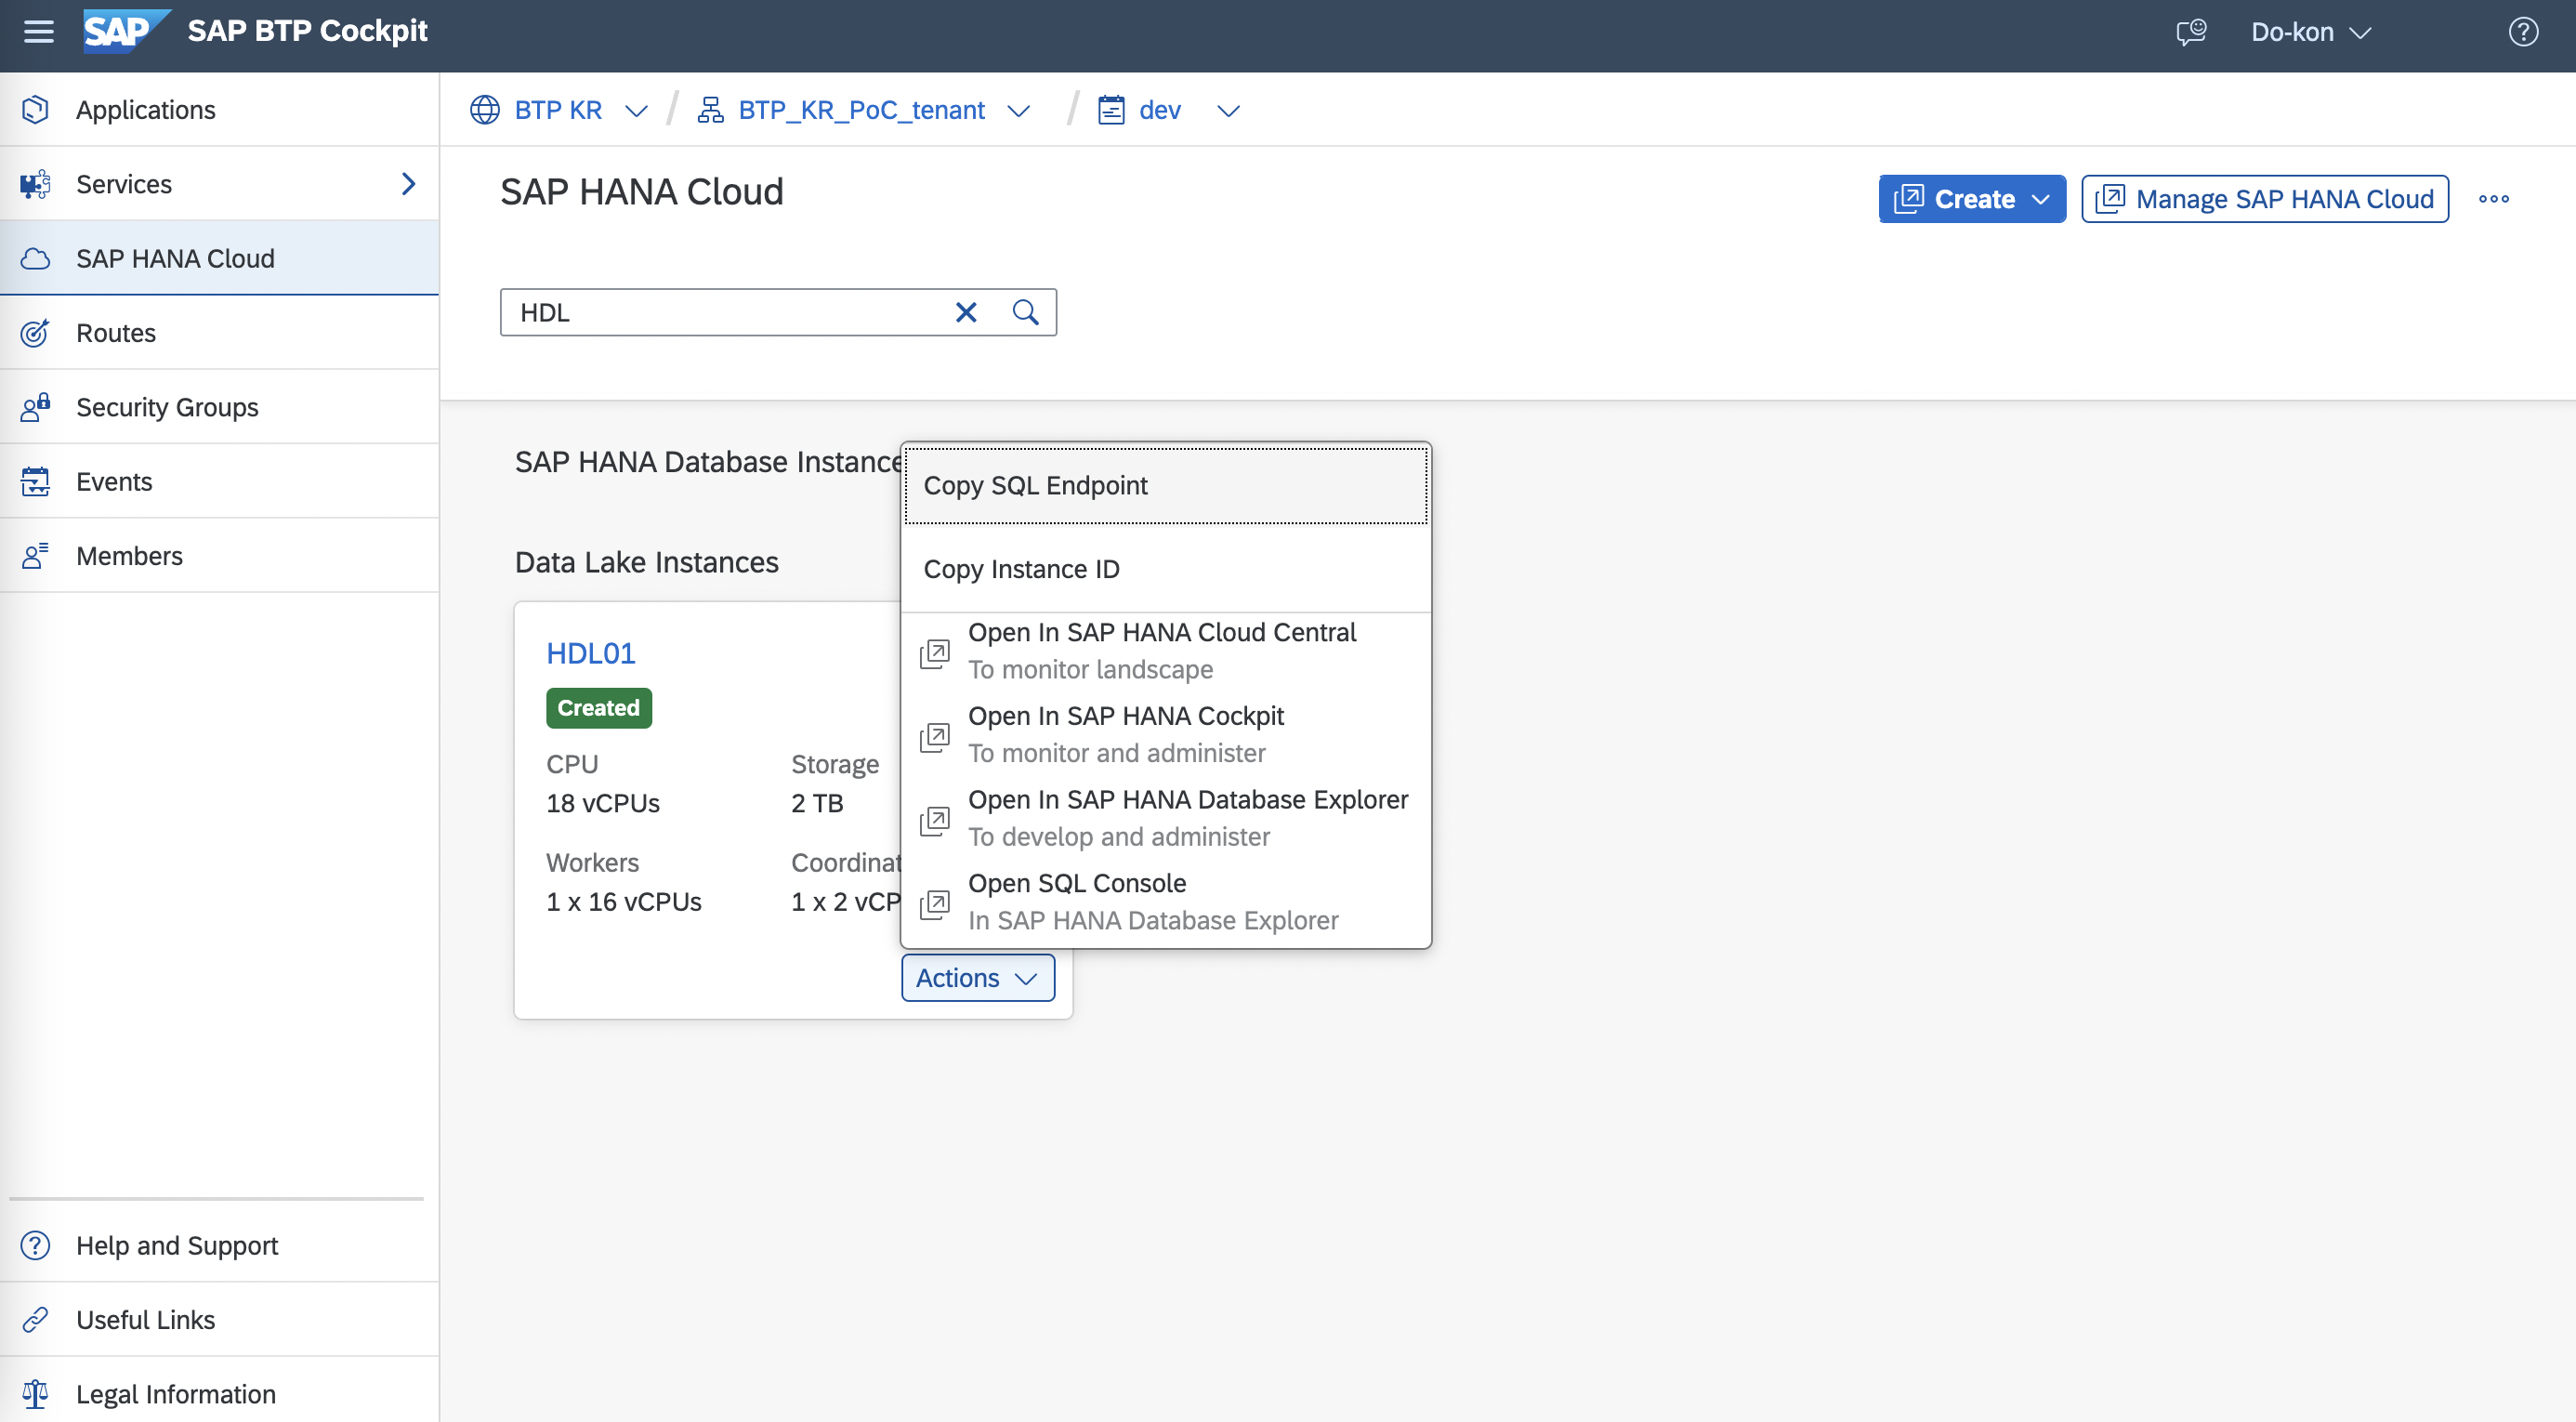 SAP SAP BTP Cockpit Do-kon
Applications
Services
SAP HANA Cloud
Routes
Security Groups
Events
Members
Help and Support
Useful Links
Legal Information
BTP KR / BTP_KR_PoC_tenant / dev
SAP HANA Cloud
Create Manage SAP HANA Cloud
HDL
SAP HANA Database Instance
Data Lake Instances
HDL01
Created
CPU Storage
18 vCPUs 2 TB
Workers Coordinat
1 x 16 vCPUs 1 x 2 vCP
Actions
Copy SQL Endpoint
Copy Instance ID
Open In SAP HANA Cloud Central
To monitor landscape
Open In SAP HANA Cockpit
To monitor and administer
Open In SAP HANA Database Explorer
To develop and administer
Open SQL Console
In SAP HANA Database Explorer